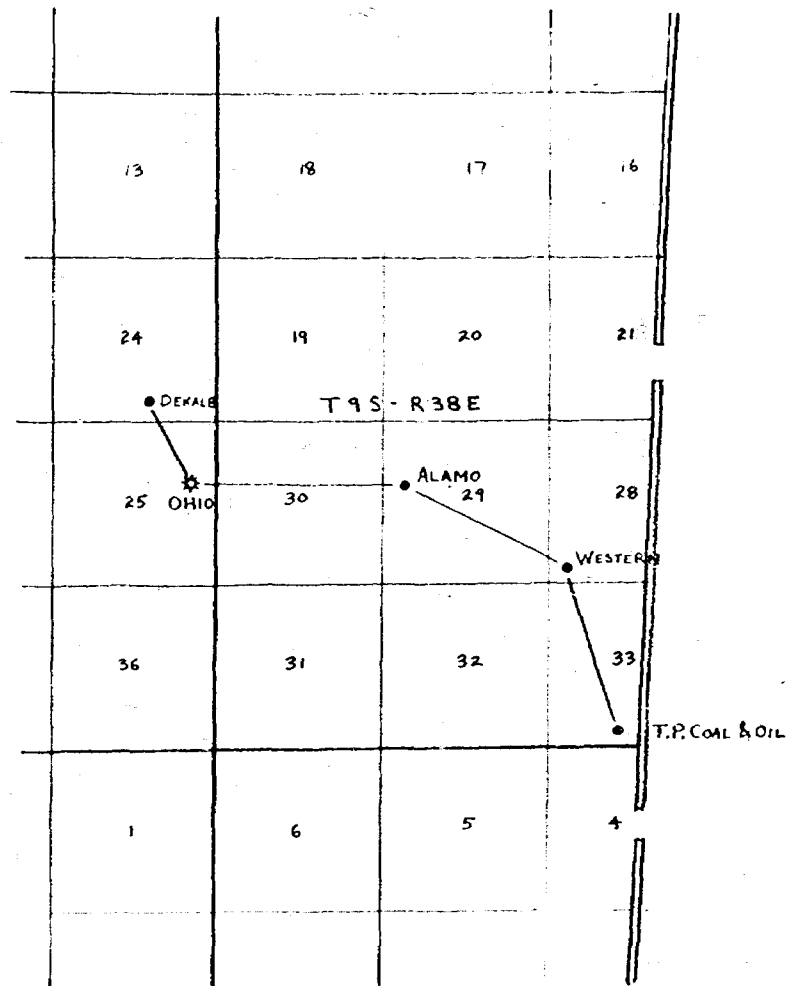 13 18 17 16
24 19 20 21
DEKALB T9S-R38E
ALAMO
25 OHIO 30 29 28
WESTERN
36 31 32 33
T.P. COAL & OIL
1 6 5 4